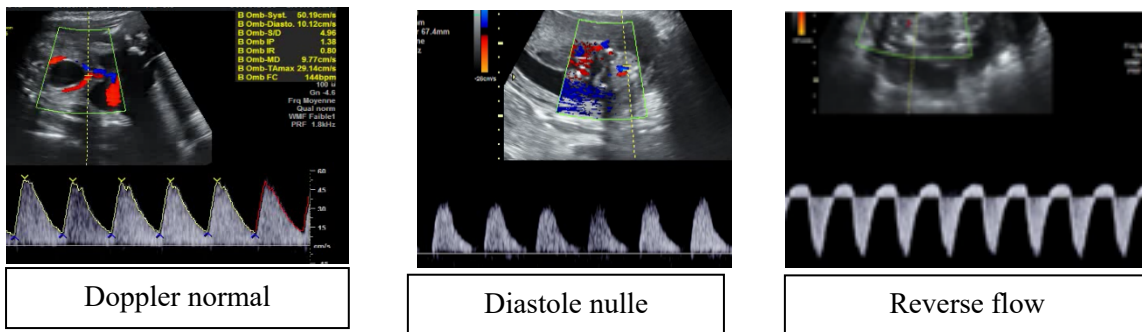 B Omb-Syst. 50.19cm/s
B Omb-Diasto. 10.12cm/s
B Omb-S/D 4.96
B Omb IP 1.38
B Omb IR 0.80
B Omb-MD 9.77cm/s
B Omb-TAmax 29.14cm/s
B Omb FC 144bpm
100
Gn -4.6
Frq Moyenne
Qual norm
WMF Faible1
PRF 1.8kHz
60
45
30
15
cm/s
67.4mm
-26cm/s
Doppler normal
Diastole nulle
Reverse flow